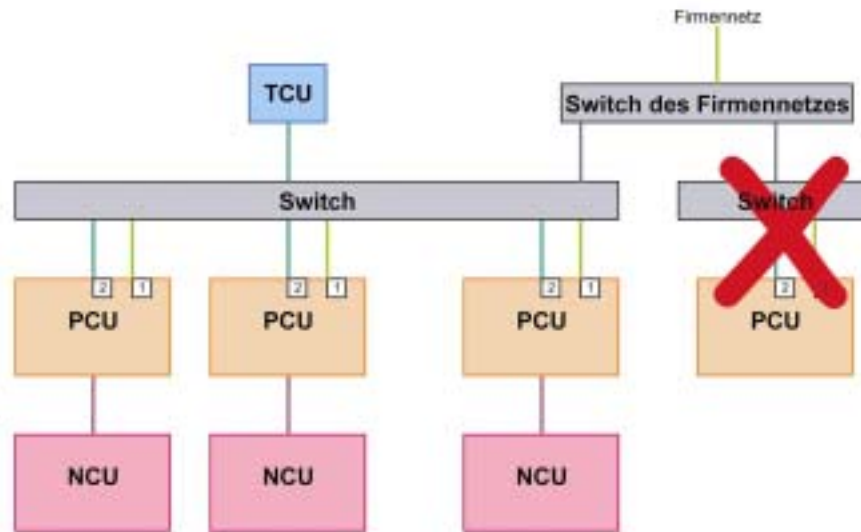 Firmennetz
TCU
Switch des Firmennetzes
Switch
Switch
2
1
2
1
2
1
2
PCU
PCU
PCU
PCU
NCU
NCU
NCU